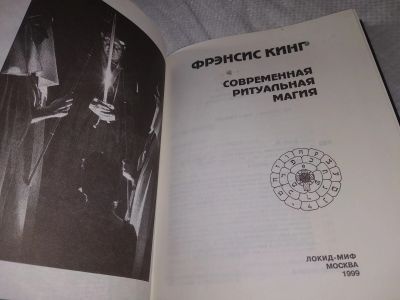 ФРЭНСИС КИНГ
СОВРЕМЕННАЯ
РИТУАЛЬНАЯ
МАГИЯ
ЛОКИД-МИФ
МОСКВА
1999